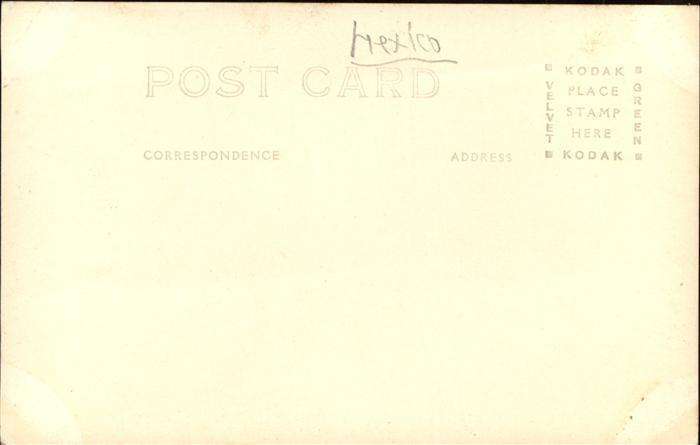 Mexico
POST CARD
CORRESPONDENCE
ADDRESS
KODAK
VELVET
PLACE
STAMP
HERE
GREEN
KODAK